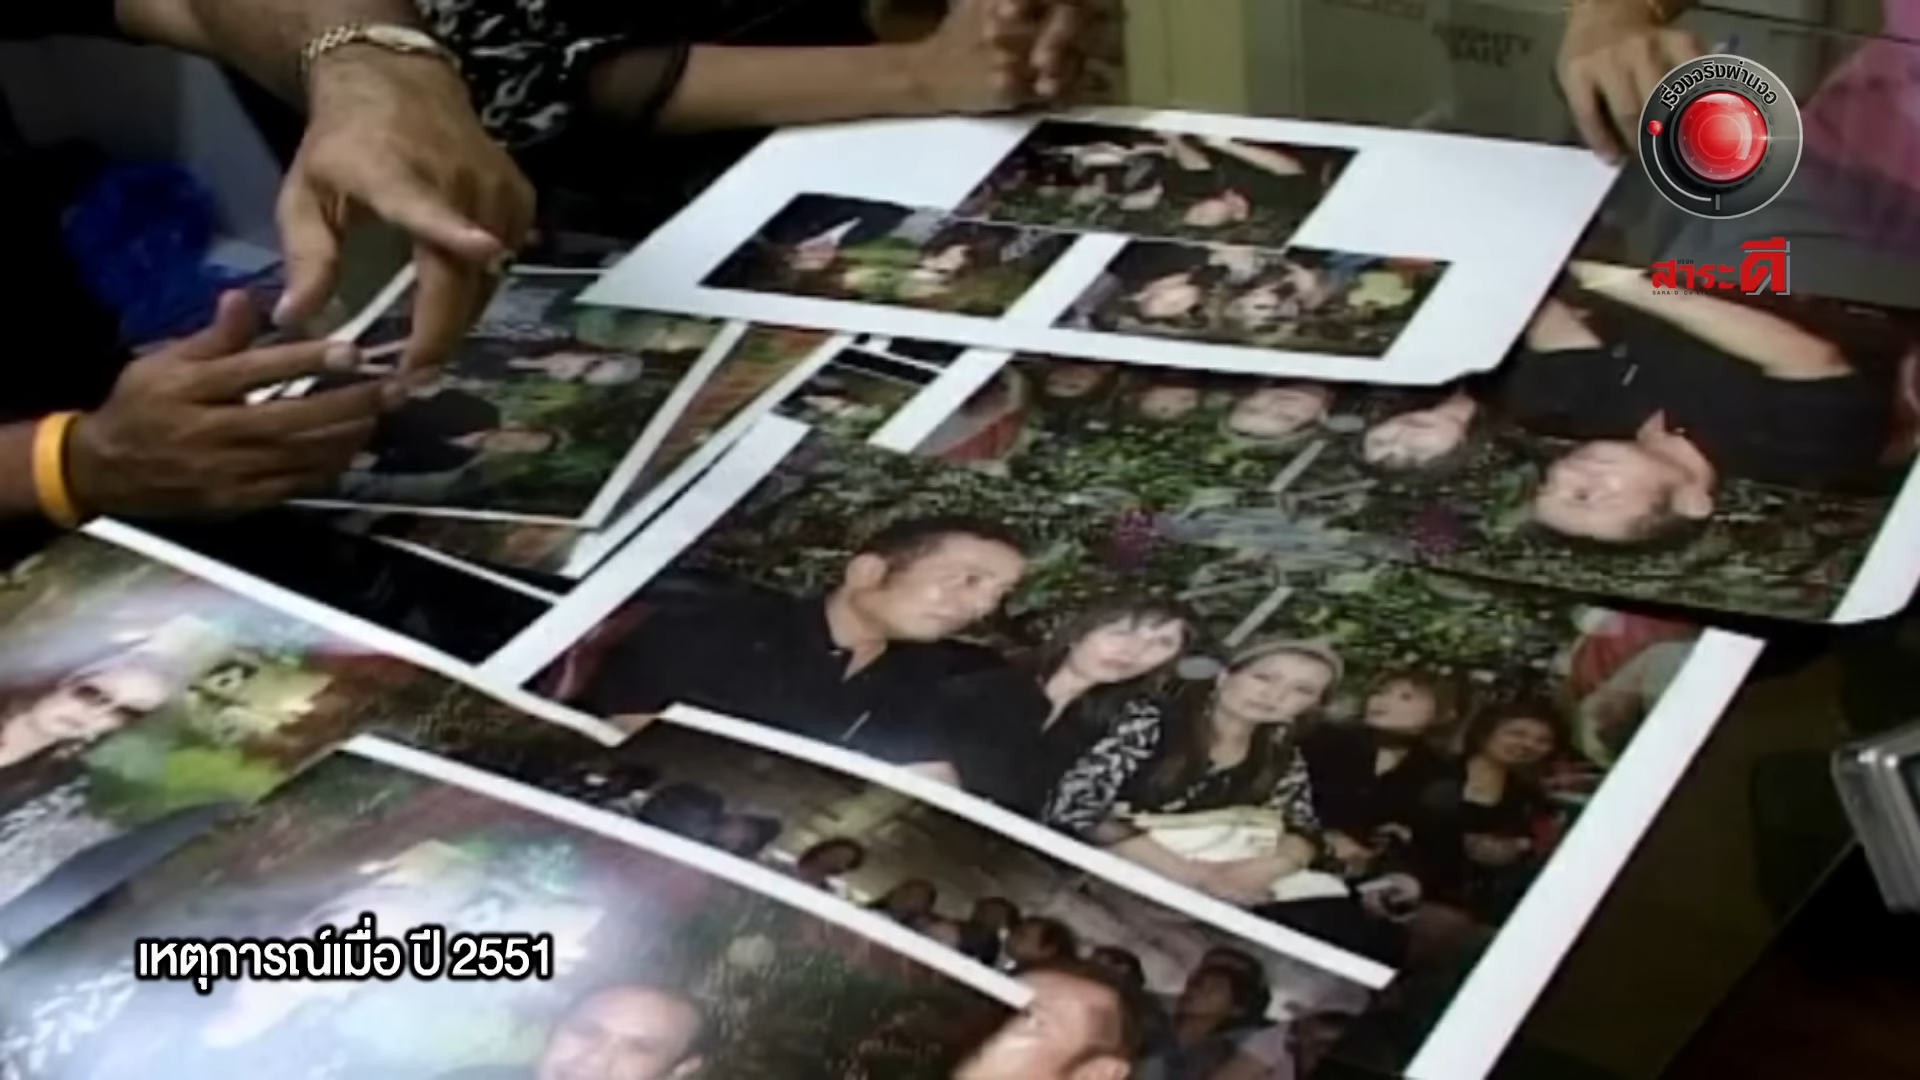 เรื่องจริงผ่านจอ
สาระดี
เหตุการณ์เมื่อ ปี 2551